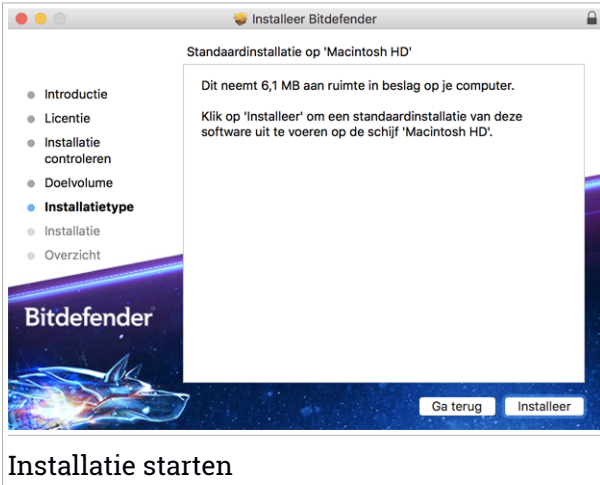 Installeer Bitdefender
Standaardinstallatie op 'Macintosh HD'
Introductie
Licentie
Installatie
controleren
Doelvolume
Installatietype
Installatie
Overzicht
Dit neemt 6,1 MB aan ruimte in beslag op je computer.
Klik op 'Installeer' om een standaardinstallatie van deze
software uit te voeren op de schijf 'Macintosh HD'.
Bitdefender
Ga terug
Installeer
Installatie starten